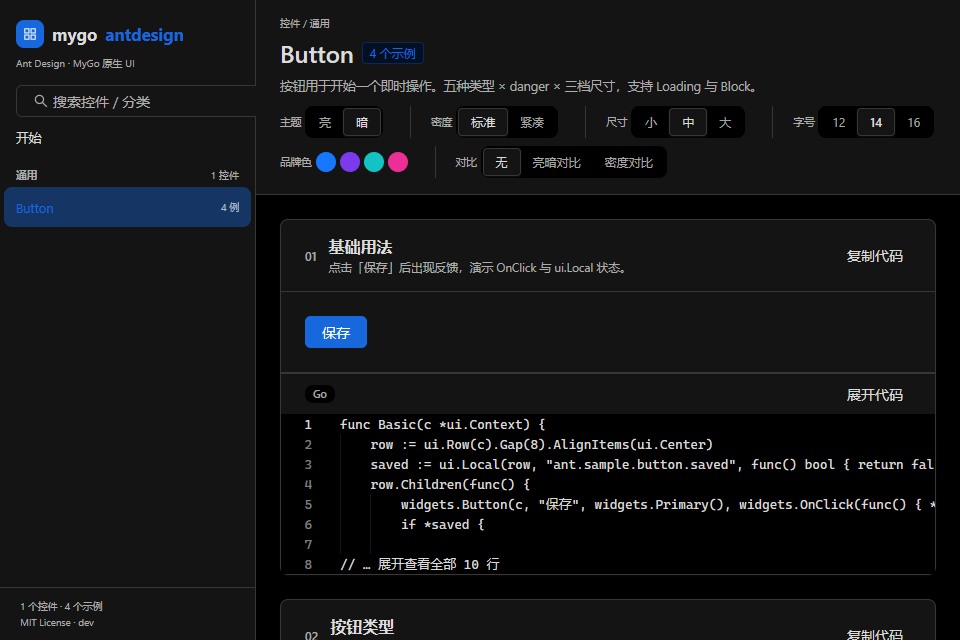 mygo antdesign
Ant Design · MyGo 原生 UI
搜索控件 / 分类
开始
通用 1 控件
Button 4 例
1 个控件 · 4 个示例
MIT License · dev
控件 / 通用
Button 4 个示例
按钮用于开始一个即时操作。五种类型 × danger × 三档尺寸，支持 Loading 与 Block。
主题 亮 暗 密度 标准 紧凑 尺寸 小 中 大 字号 12 14 16
品牌色 对比 无 亮暗对比 密度对比
01 基础用法 复制代码
点击「保存」后出现反馈，演示 OnClick 与 ui.Local 状态。
保存
Go 展开代码
1 func Basic(c *ui.Context) {
2 row := ui.Row(c).Gap(8).AlignItems(ui.Center)
3 saved := ui.Local(row, "ant.sample.button.saved", func() bool { return fal
4 row.Children(func() {
5 widgets.Button(c, "保存", widgets.Primary(), widgets.OnClick(func() { *
6 if *saved {
7
8 // … 展开查看全部 10 行
02 按钮类型 复制代码